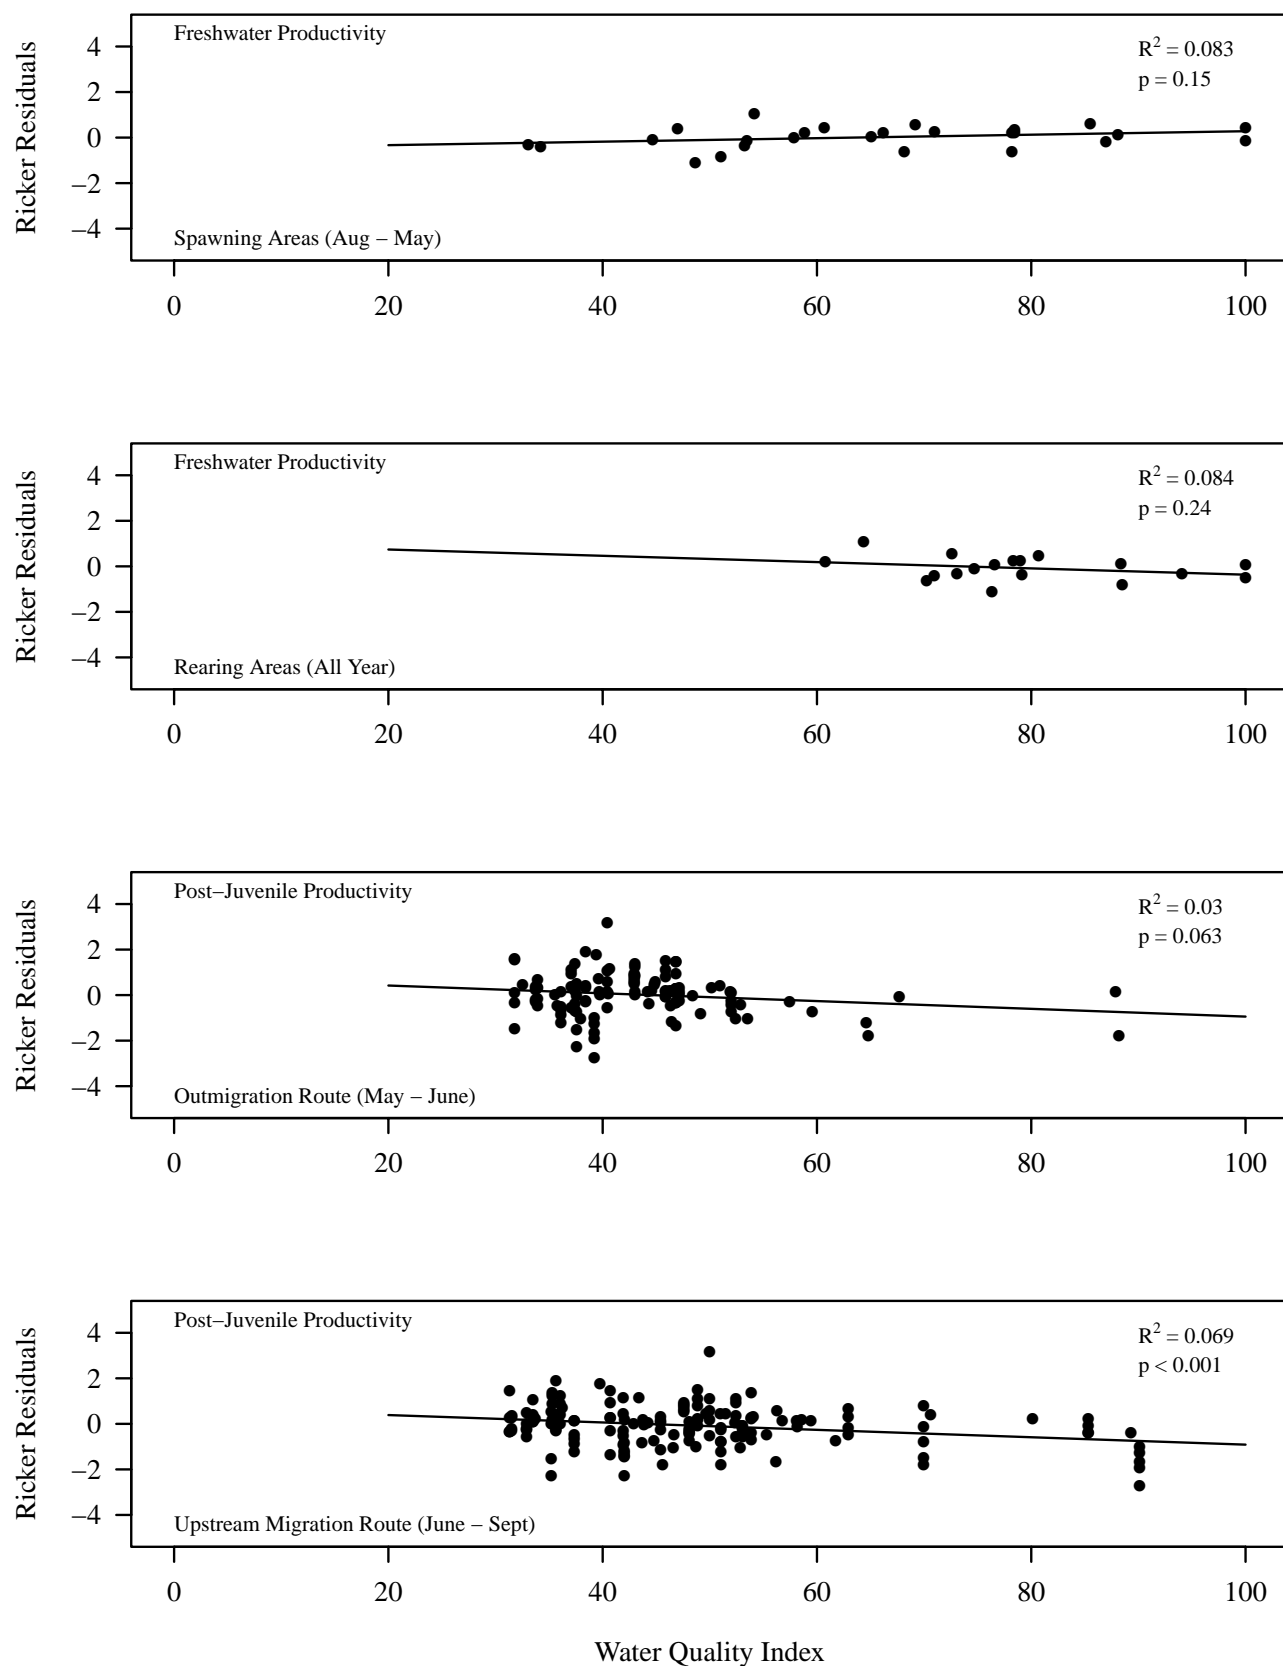 Freshwater Productivity
R² = 0.083
p = 0.15
Ricker Residuals
4
2
0
−2
−4
Spawning Areas (Aug − May)
0 20 40 60 80 100
Freshwater Productivity
R² = 0.084
p = 0.24
Ricker Residuals
4
2
0
−2
−4
Rearing Areas (All Year)
0 20 40 60 80 100
Post−Juvenile Productivity
R² = 0.03
p = 0.063
Ricker Residuals
4
2
0
−2
−4
Outmigration Route (May − June)
0 20 40 60 80 100
Post−Juvenile Productivity
R² = 0.069
p < 0.001
Ricker Residuals
4
2
0
−2
−4
Upstream Migration Route (June − Sept)
0 20 40 60 80 100
Water Quality Index